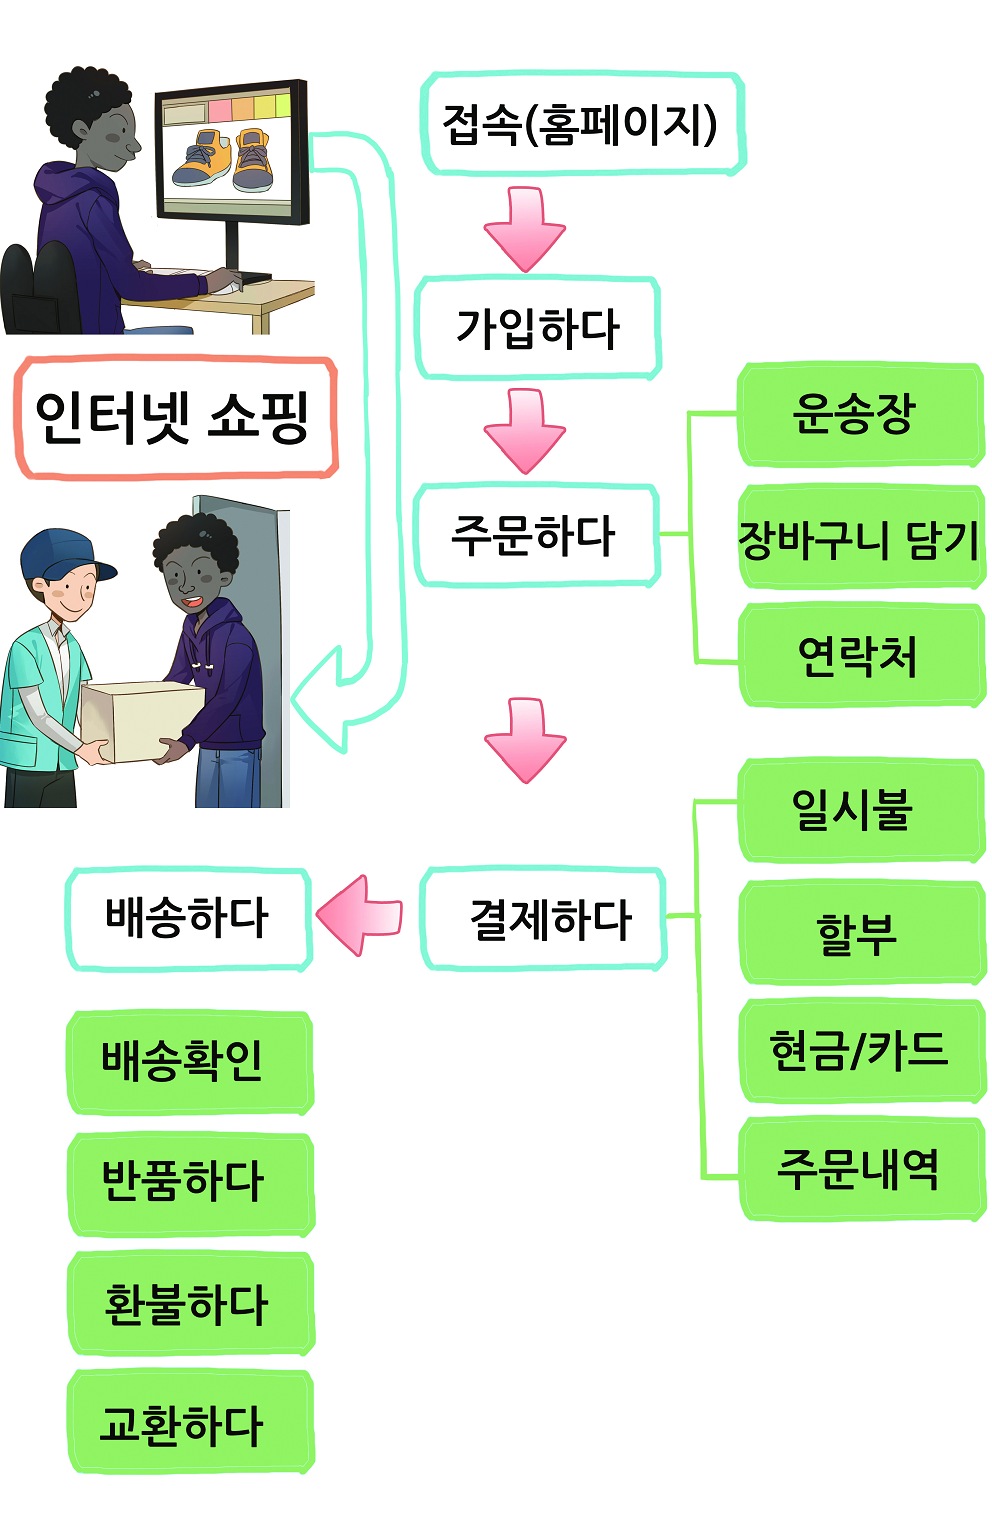 접속(홈페이지)
가입하다
인터넷 쇼핑
주문하다
운송장
장바구니 담기
연락처
결제하다
일시불
할부
현금/카드
주문내역
배송하다
배송확인
반품하다
환불하다
교환하다